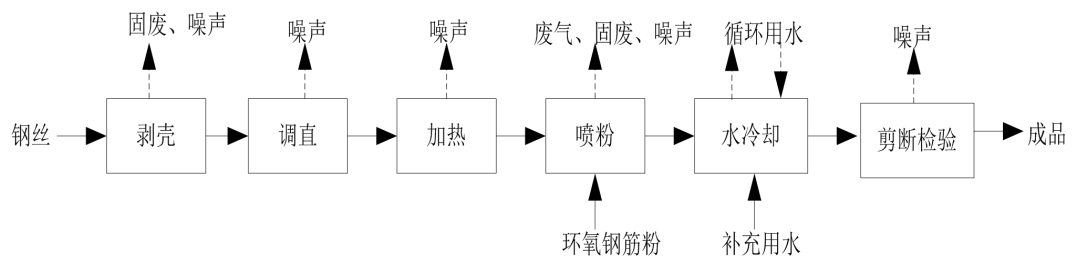 固废、噪声
噪声
噪声
废气、固废、噪声
循环用水
噪声
钢丝
剥壳
调直
加热
喷粉
水冷却
剪断检验
成品
环氧钢筋粉
补充用水